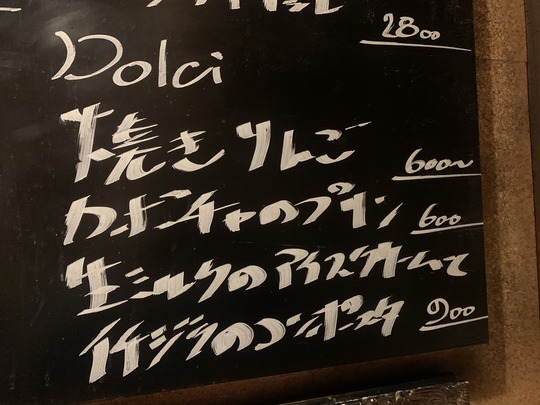 2800
Dolci
焼きりんご 600~
カボチャのプリン 600
生ミルクのアイスクリームと
イチジクのコンポート 900